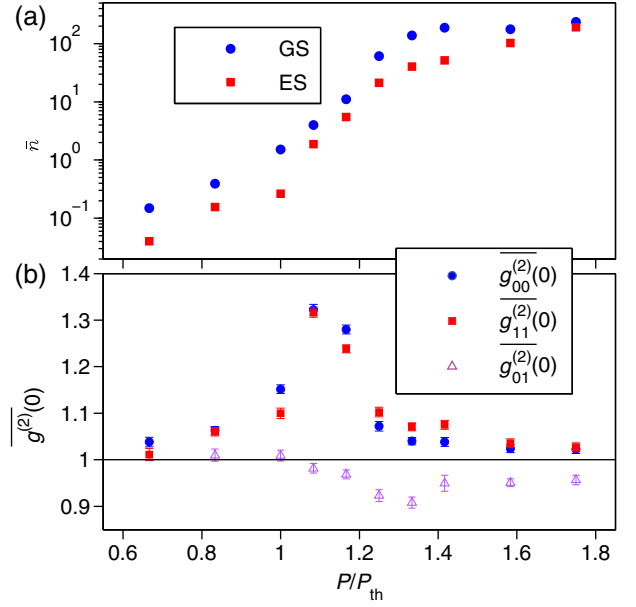 (a)
GS
ES
n̄
10²
10¹
10⁰
10⁻¹
(b)
g₀₀⁽²⁾(0)
g₁₁⁽²⁾(0)
g₀₁⁽²⁾(0)
g⁽²⁾(0)
1.4
1.3
1.2
1.1
1
0.9
0.6 0.8 1 1.2 1.4 1.6 1.8
P/Pth